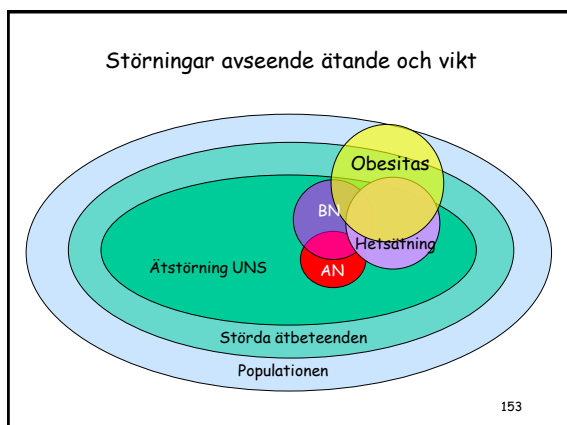 Störningar avseende ätande och vikt
Obesitas
BN
Hetsätning
Ätstörning UNS
AN
Störda ätbeteenden
Populationen
153